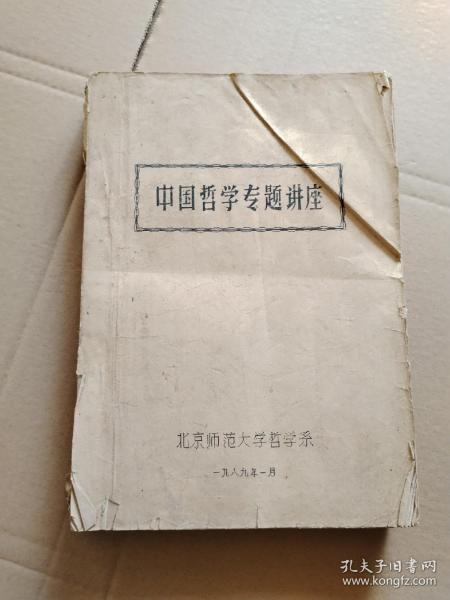 中国哲学专题讲座
北京师范大学哲学系
一九八九年一月
孔夫子旧书网
www.kongfz.com